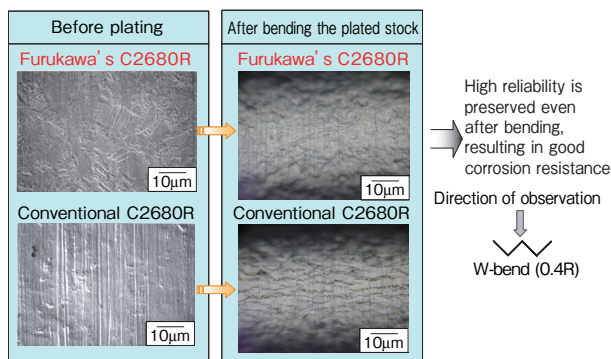 Before plating
Furukawa's C2680R
10μm
Conventional C2680R
10μm
After bending the plated stock
Furukawa's C2680R
10μm
Conventional C2680R
10μm
High reliability is
preserved even
after bending,
resulting in good
corrosion resistance
Direction of observation
W-bend (0.4R)